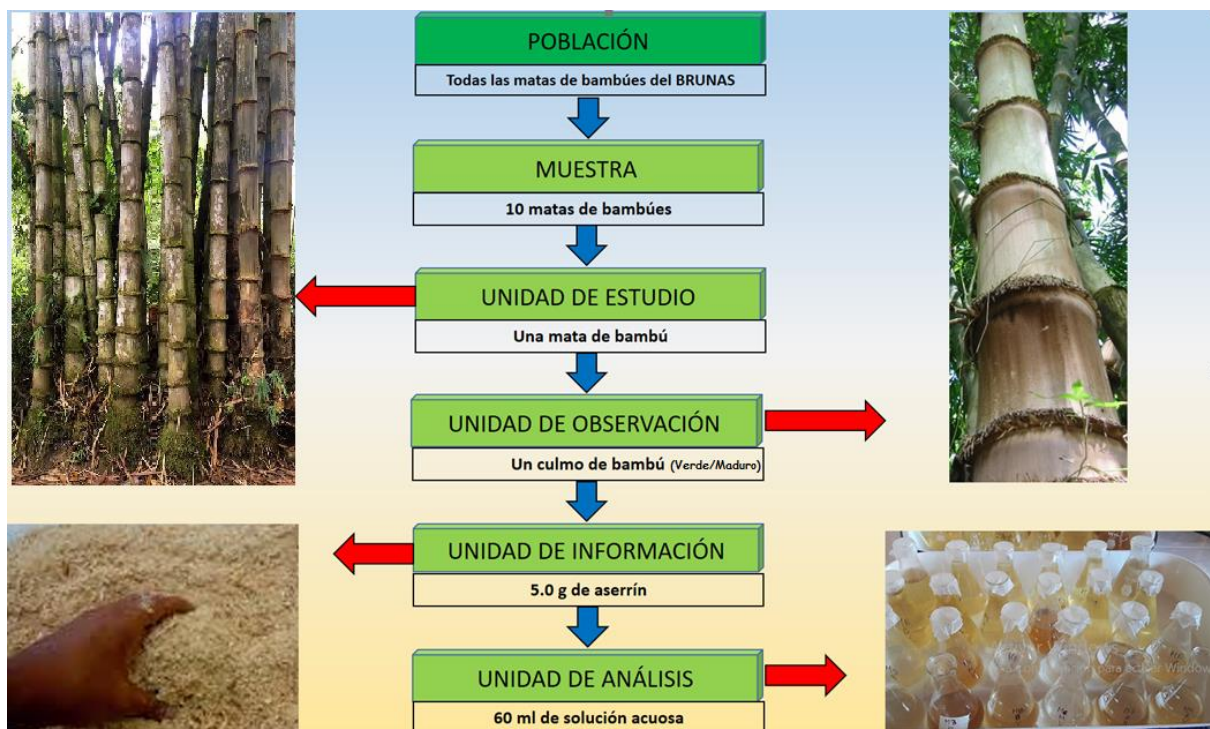 POBLACIÓN
Todas las matas de bambúes del BRUNAS
MUESTRA
10 matas de bambúes
UNIDAD DE ESTUDIO
Una mata de bambú
UNIDAD DE OBSERVACIÓN
Un culmo de bambú (Verde/Maduro)
UNIDAD DE INFORMACIÓN
5.0 g de aserrín
UNIDAD DE ANÁLISIS
60 ml de solución acuosa
para
Window